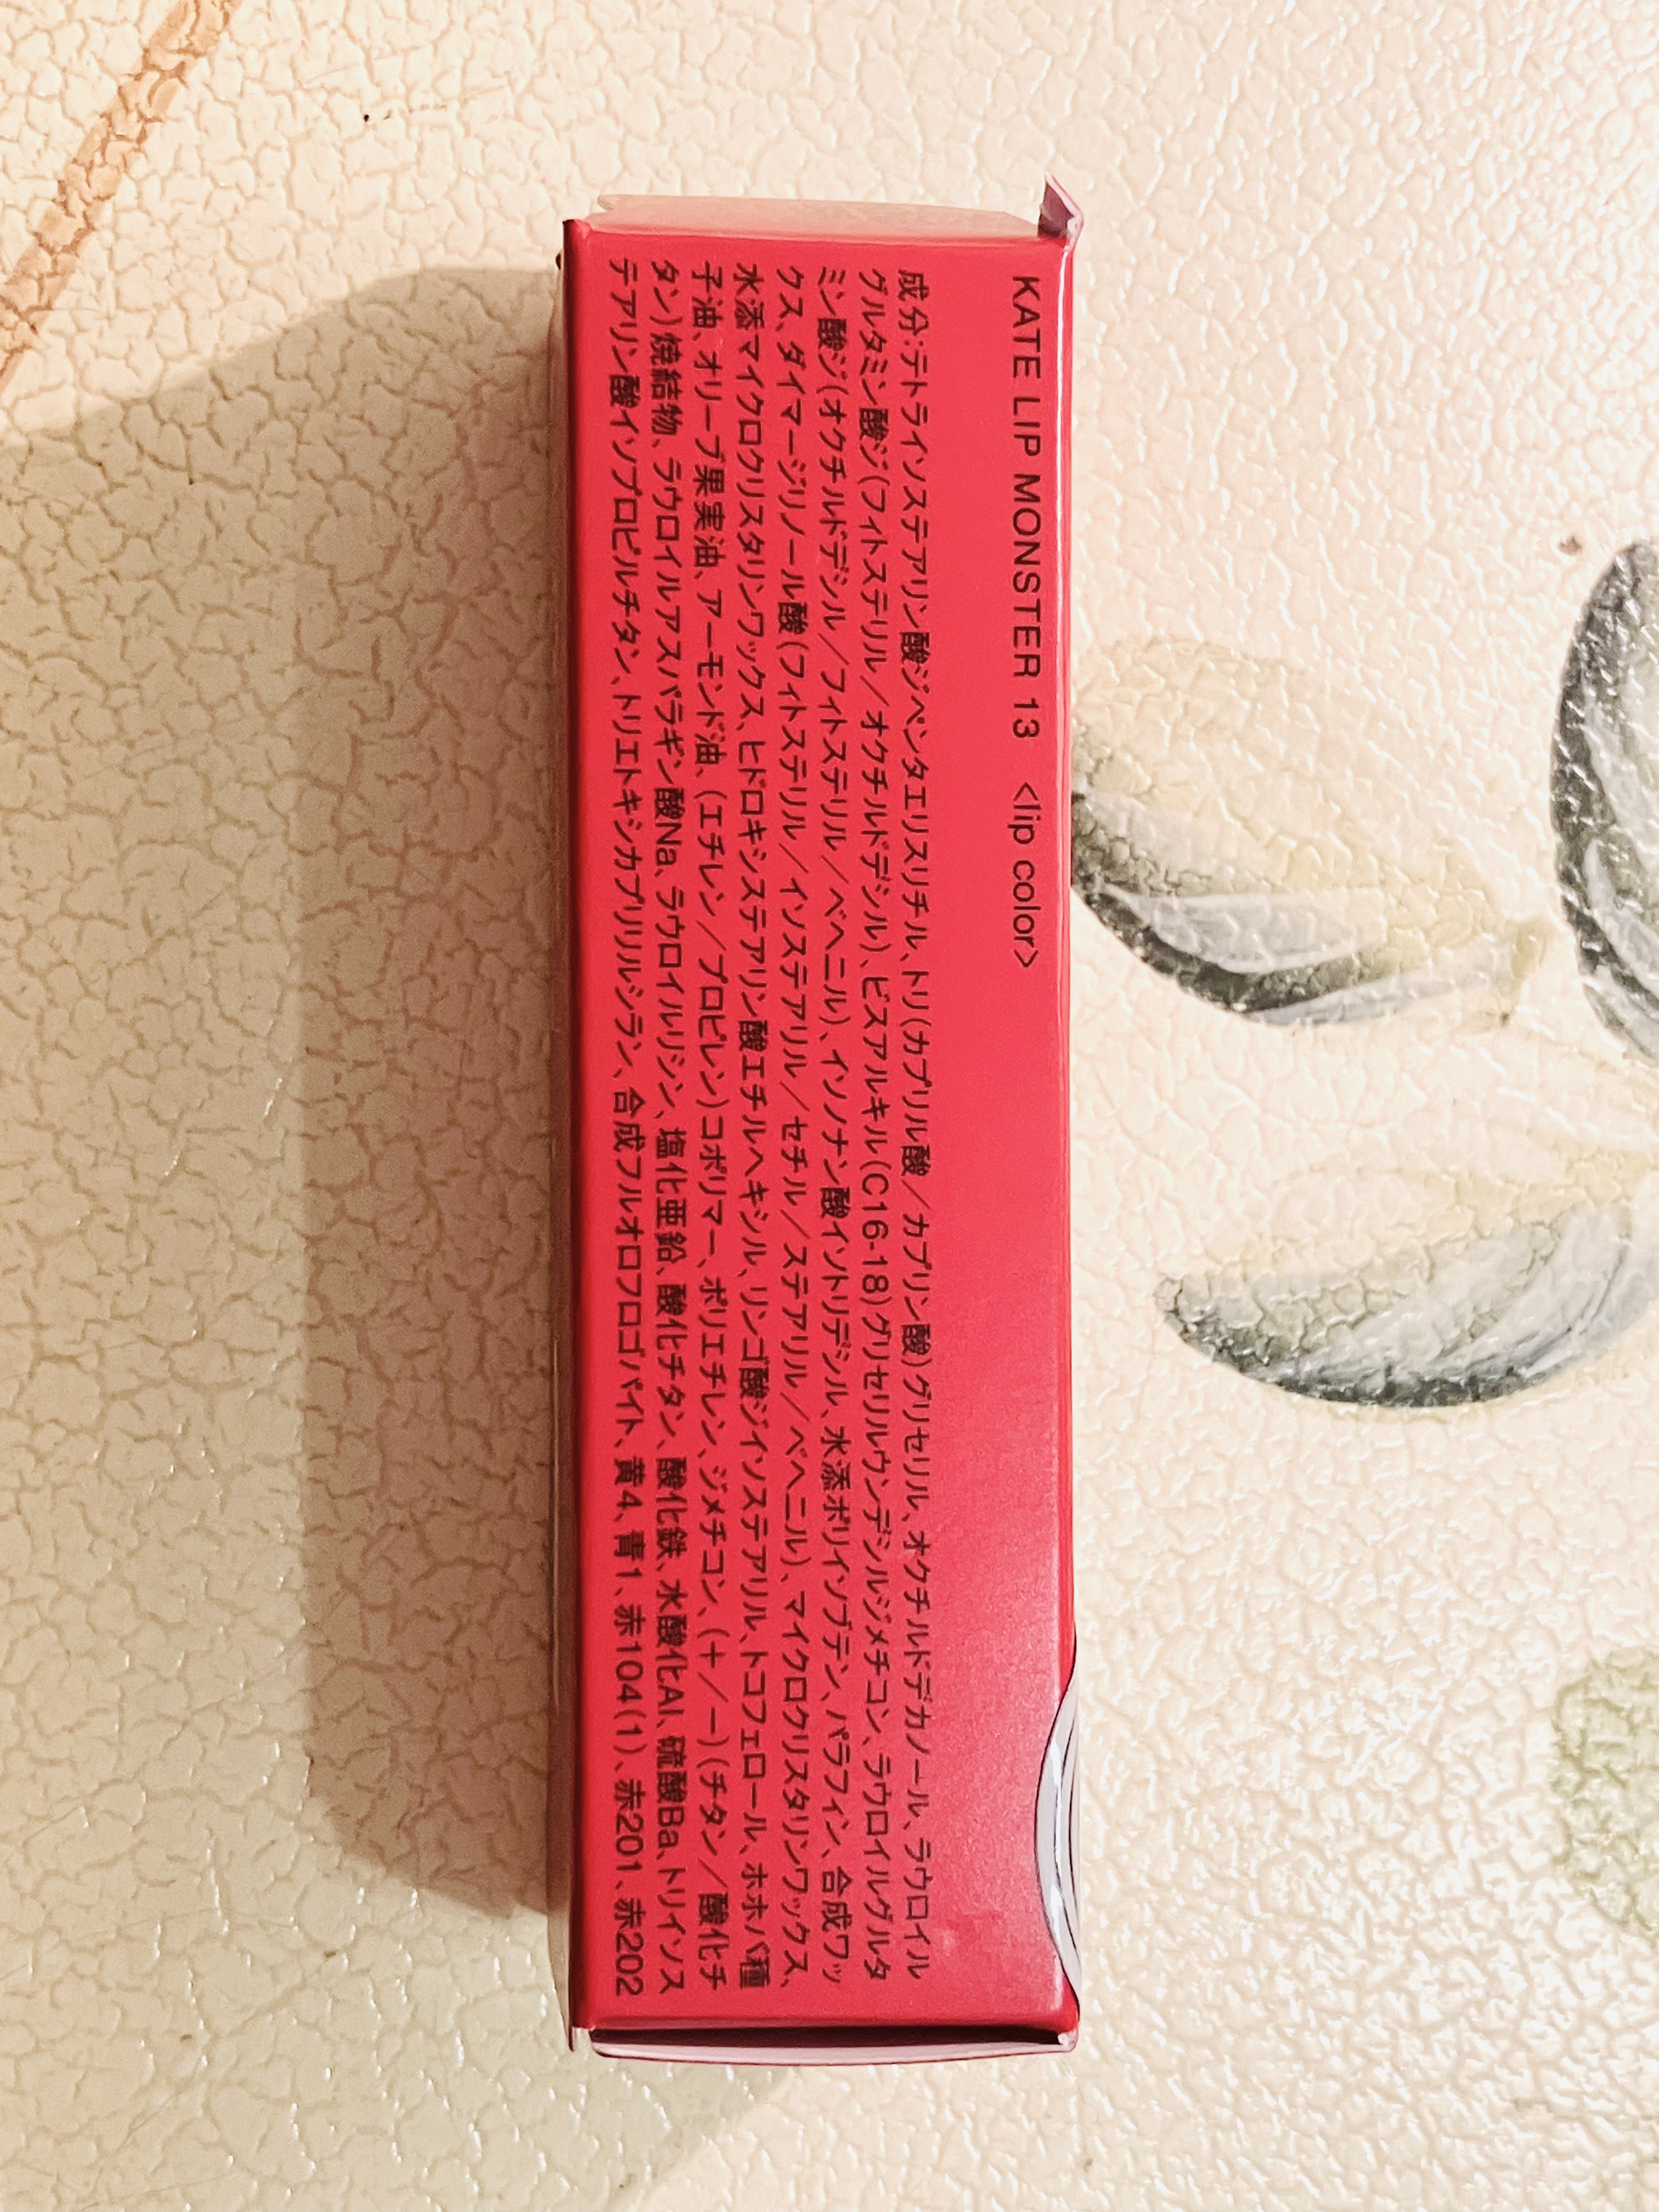 KATE LIP MONSTER 13 <lip color>
成分:テトライソステアリン酸ジペンタエリスリチル、トリ(カプリル酸/カプリン酸)グリセリル、オクチルドデカノール、ラウロイル
グルタミン酸ジ(フィトステリル/オクチルドデシル)、ビスアルキル(C16-18)グリセリルウンデシルジメチコン、ラウロイルグルタ
ミン酸ジ(オクチルドデシル/フィトステリル/ベヘニル)、イソノナン酸イソトリデシル、水添ポリイソブテン、パラフィン、合成ワッ
クス、ダイマージリノール酸(フィトステリル/イソステアリル/セチル/ステアリル/ベヘニル)、マイクロクリスタリンワックス、
水添マイクロクリスタリンワックス、ヒドロキシステアリン酸エチルヘキシル、リンゴ酸ジイソステアリル、トコフェロール、ホホバ種
子油、オリーブ果実油、アーモンド油、(エチレン/プロピレン)コポリマー、ポリエチレン、ジメチコン、(+/-)(チタン/酸化チ
タン)焼結物、ラウロイルアスパラギン酸Na、ラウロイルリシン、塩化亜鉛、酸化チタン、酸化鉄、水酸化Al、硫酸Ba、トリイソス
テアリン酸イソプロピルチタン、トリエトキシカプリリルシラン、合成フルオロフロゴパイト、黄4、青1、赤104(1)、赤201、赤202